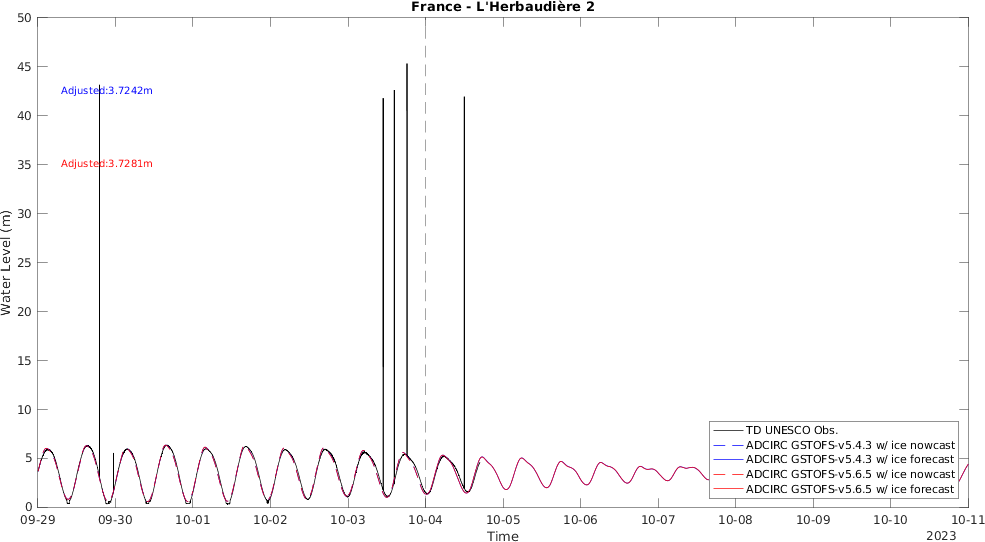 France - L'Herbaudière 2
50
45
40
35
30
25
20
15
10
5
0
Water Level (m)
Adjusted:3.7242m
Adjusted:3.7281m
TD UNESCO Obs.
ADCIRC GSTOFS-v5.4.3 w/ ice nowcast
ADCIRC GSTOFS-v5.4.3 w/ ice forecast
ADCIRC GSTOFS-v5.6.5 w/ ice nowcast
ADCIRC GSTOFS-v5.6.5 w/ ice forecast
09-29 09-30 10-01 10-02 10-03 10-04 10-05 10-06 10-07 10-08 10-09 10-10 10-11
Time
2023